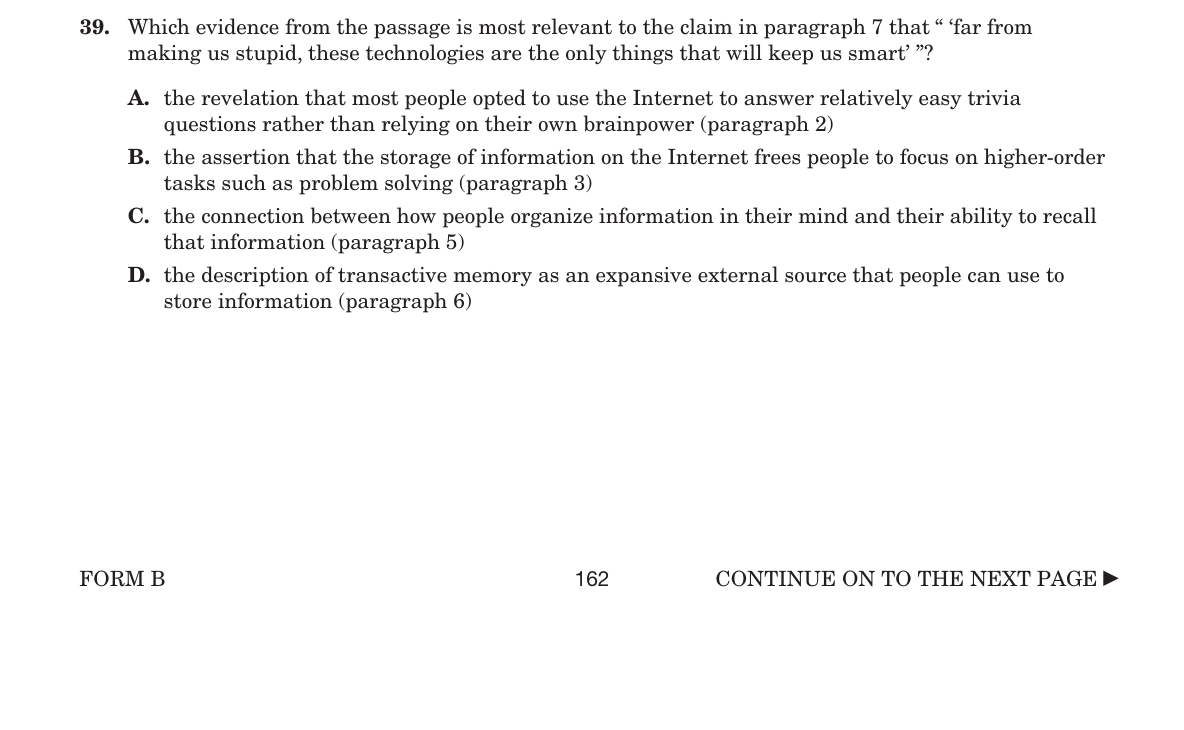 39. Which evidence from the passage is most relevant to the claim in paragraph 7 that “ ‘far from
making us stupid, these technologies are the only things that will keep us smart’ ”?
A. the revelation that most people opted to use the Internet to answer relatively easy trivia
questions rather than relying on their own brainpower (paragraph 2)
B. the assertion that the storage of information on the Internet frees people to focus on higher-order
tasks such as problem solving (paragraph 3)
C. the connection between how people organize information in their mind and their ability to recall
that information (paragraph 5)
D. the description of transactive memory as an expansive external source that people can use to
store information (paragraph 6)
FORM B 162 CONTINUE ON TO THE NEXT PAGE ►